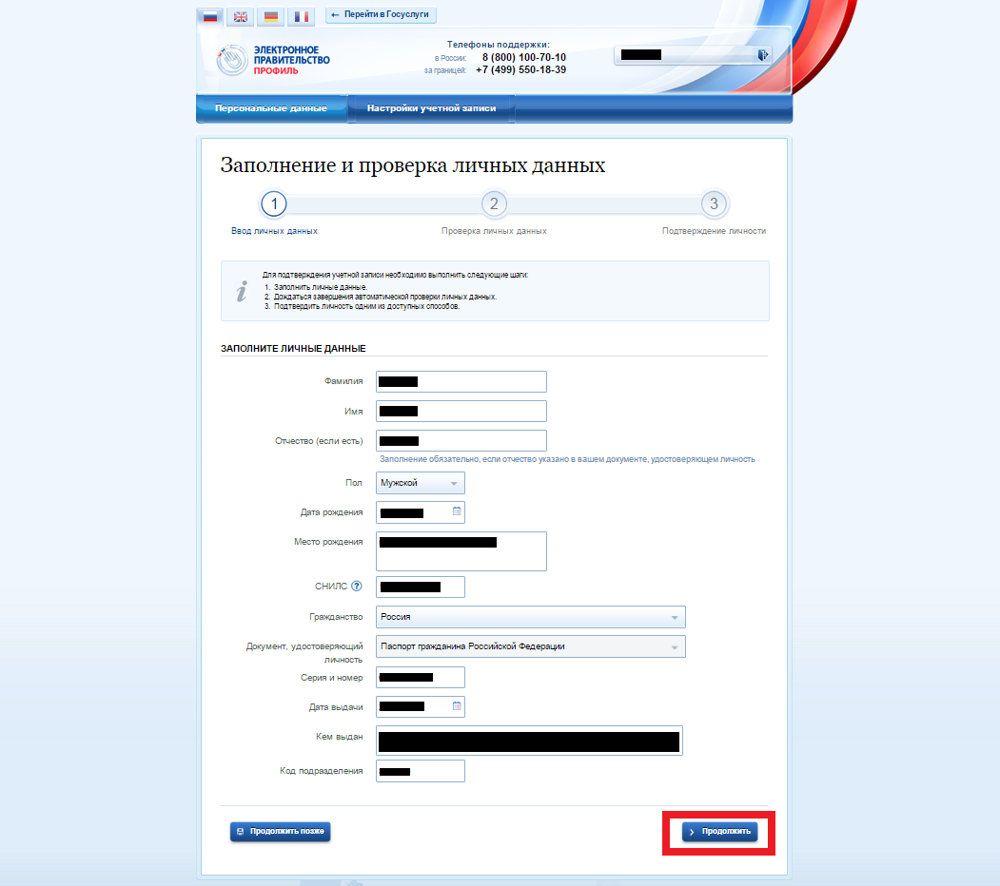 ← Перейти в Госуслуги
ЭЛЕКТРОННОЕ
ПРАВИТЕЛЬСТВО
ПРОФИЛЬ
Телефоны поддержки:
в России: 8 (800) 100-70-10
за границей: +7 (499) 550-18-39
Персональные данные Настройки учетной записи
Заполнение и проверка личных данных
1 2 3
Ввод личных данных Проверка личных данных Подтверждение личности
i
Для подтверждения учетной записи необходимо выполнить следующие шаги:
1. Заполнить личные данные.
2. Дождаться завершения автоматической проверки личных данных.
3. Подтвердить личность одним из доступных способов.
ЗАПОЛНИТЕ ЛИЧНЫЕ ДАННЫЕ
Фамилия
Имя
Отчество (если есть)
Заполнение обязательно, если отчество указано в вашем документе, удостоверяющем личность
Пол Мужской
Дата рождения
Место рождения
СНИЛС ?
Гражданство Россия
Документ, удостоверяющий Паспорт гражданина Российской Федерации
личность
Серия и номер
Дата выдачи
Кем выдан
Код подразделения
Продолжить позже Продолжить